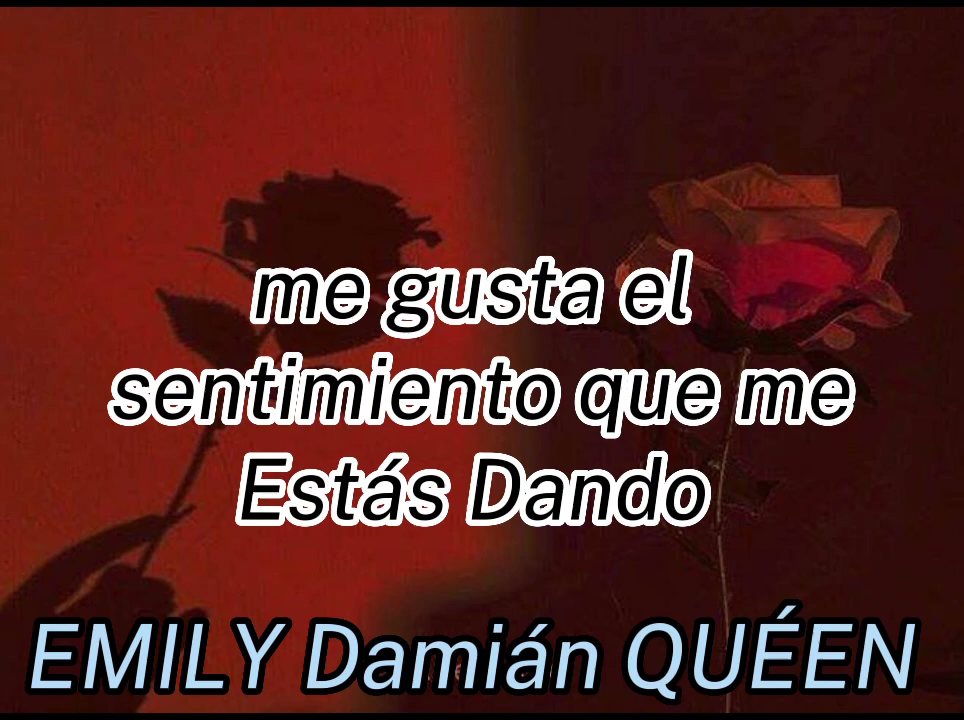 me gusta el
sentimiento que me
Estás Dando
EMILY Damián QUÉEN